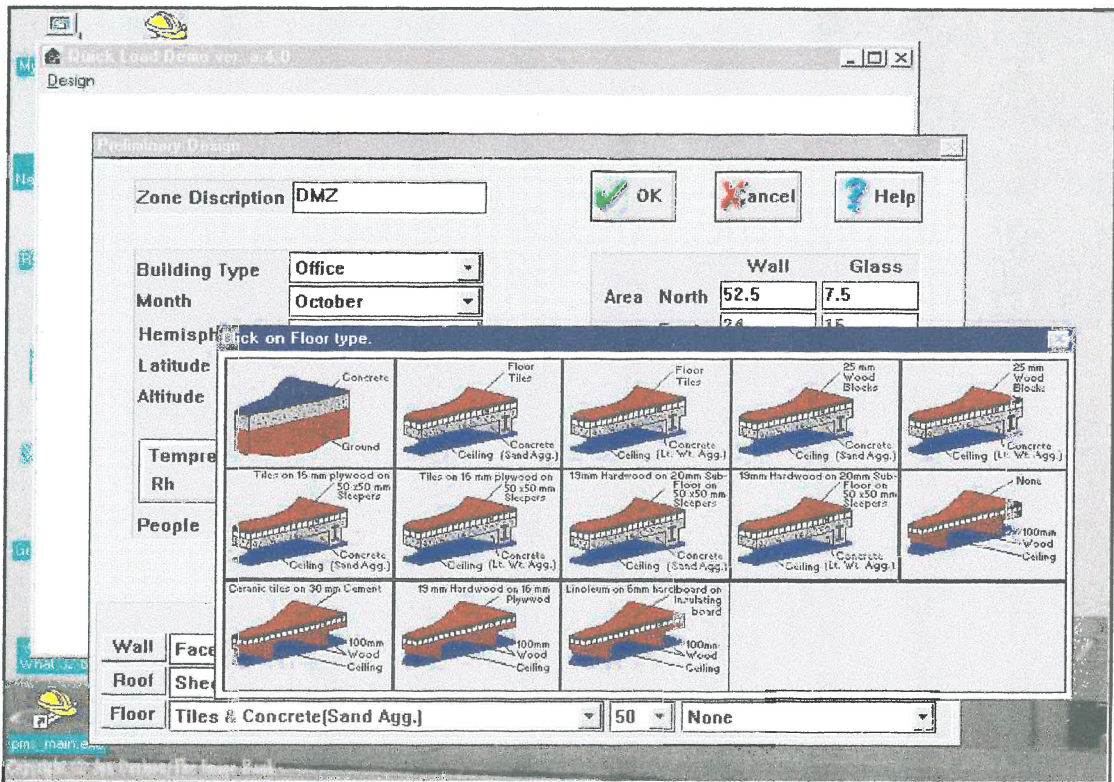 Quick Load Demo ver. a.4.0
Design
Preliminary Design
Zone Discription DMZ
OK
Cancel
Help
Building Type Office
Month October
Hemisph
Latitude
Altitude
Tempre
Rh
People
Wall Glass
Area North 52.5 7.5
24 15
Click on Floor type.
Concrete
Ground
Floor
Tiles
Concrete
Ceiling (Sand Agg.)
Floor
Tiles
Concrete
Ceiling (Lt. Wt. Agg.)
25 mm
Wood
Blocks
Concrete
Ceiling (Sand Agg.)
25 mm
Wood
Blocks
Concrete
Ceiling (Lt. Wt. Agg.)
Tiles on 16 mm plywood on
50 x50 mm
Sleepers
Concrete
Ceiling (Sand Agg.)
Tiles on 16 mm plywood on
50 x50 mm
Sleepers
Concrete
Ceiling (Lt. Wt. Agg.)
19mm Hardwood on 20mm Sub-
Floor on
50 x50 mm
Sleepers
Concrete
Ceiling (Sand Agg.)
19mm Hardwood on 20mm Sub-
Floor on
50 x50 mm
Sleepers
Concrete
Ceiling (Lt. Wt. Agg.)
None
100mm
Wood
Ceiling
Ceramic tiles on 30 mm Cement
100mm
Wood
Ceiling
19 mm Hardwood on 16 mm
Plywood
100mm
Wood
Ceiling
Linoleum on 6mm hardboard on
Insulating
board
100mm
Wood
Ceiling
Wall Face
Roof Shee
Floor Tiles & Concrete(Sand Agg.) 50 None